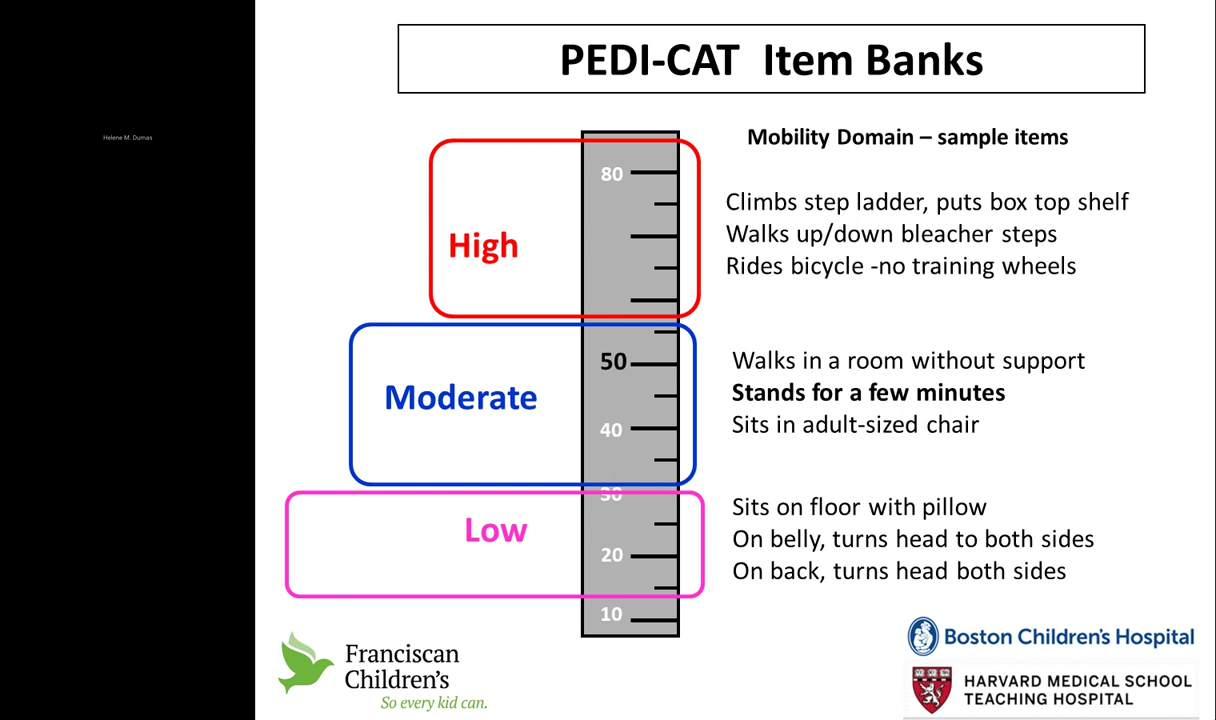 Helene M. Dumas
PEDI-CAT Item Banks
Mobility Domain – sample items
80
High
Climbs step ladder, puts box top shelf
Walks up/down bleacher steps
Rides bicycle -no training wheels
50
Moderate
40
Walks in a room without support
Stands for a few minutes
Sits in adult-sized chair
30
Low
20
10
Sits on floor with pillow
On belly, turns head to both sides
On back, turns head both sides
Franciscan
Children's
So every kid can.
Boston Children's Hospital
HARVARD MEDICAL SCHOOL
TEACHING HOSPITAL